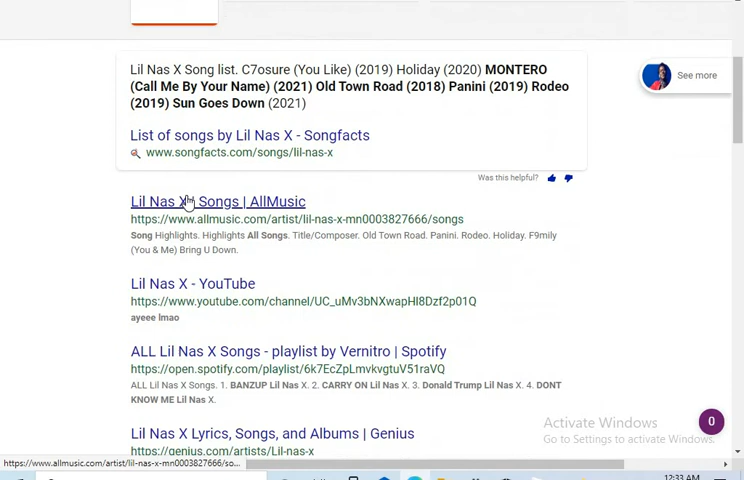 Lil Nas X Song list. C7osure (You Like) (2019) Holiday (2020) MONTERO
(Call Me By Your Name) (2021) Old Town Road (2018) Panini (2019) Rodeo
(2019) Sun Goes Down (2021)
See more
List of songs by Lil Nas X - Songfacts
www.songfacts.com/songs/lil-nas-x
Was this helpful?
Lil Nas X | Songs | AllMusic
https://www.allmusic.com/artist/lil-nas-x-mn0003827666/songs
Song Highlights. Highlights All Songs. Title/Composer. Old Town Road. Panini. Rodeo. Holiday. F9mily
(You & Me) Bring U Down.
Lil Nas X - YouTube
https://www.youtube.com/channel/UC_uMv3bNXwapHl8Dzf2p01Q
ayeee lmao
ALL Lil Nas X Songs - playlist by Vernitro | Spotify
https://open.spotify.com/playlist/6k7EcZpLmvkvgtuV51raVQ
ALL Lil Nas X Songs. 1. BANZUP Lil Nas X. 2. CARRY ON Lil Nas X. 3. Donald Trump Lil Nas X. 4. DONT
KNOW ME Lil Nas X.
Lil Nas X Lyrics, Songs, and Albums | Genius
https://genius.com/artists/Lil-nas-x
Activate Windows
Go to Settings to activate Windows.
0
https://www.allmusic.com/artist/lil-nas-x-mn0003827666/so...
12:33 AM